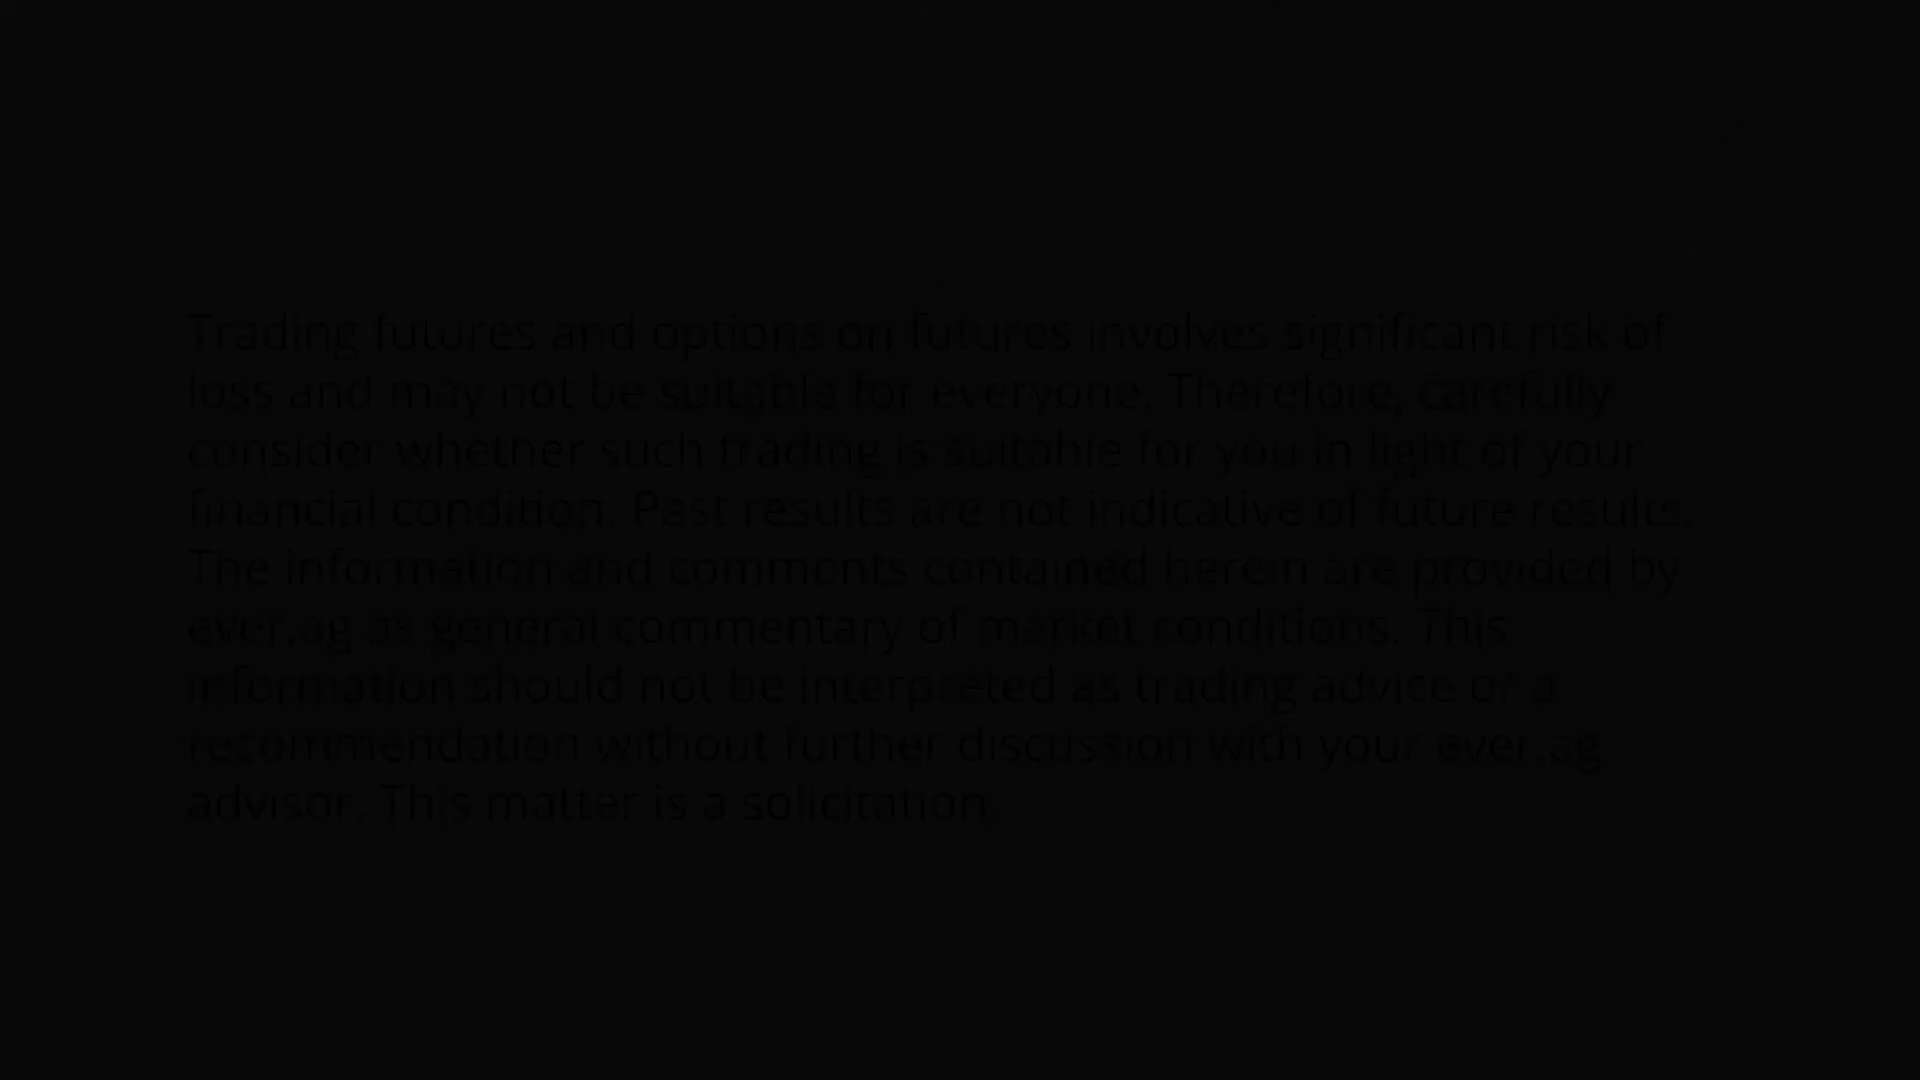 Trading futures and options on futures involves significant risk of
loss and may not be suitable for everyone. Therefore, carefully
consider whether such trading is suitable for you in light of your
financial condition. Past results are not indicative of future results.
The information and comments contained herein are provided by
ever.ag as general commentary of market conditions. This
information should not be interpreted as trading advice or a
recommendation without further discussion with your ever.ag
advisor. This matter is a solicitation.